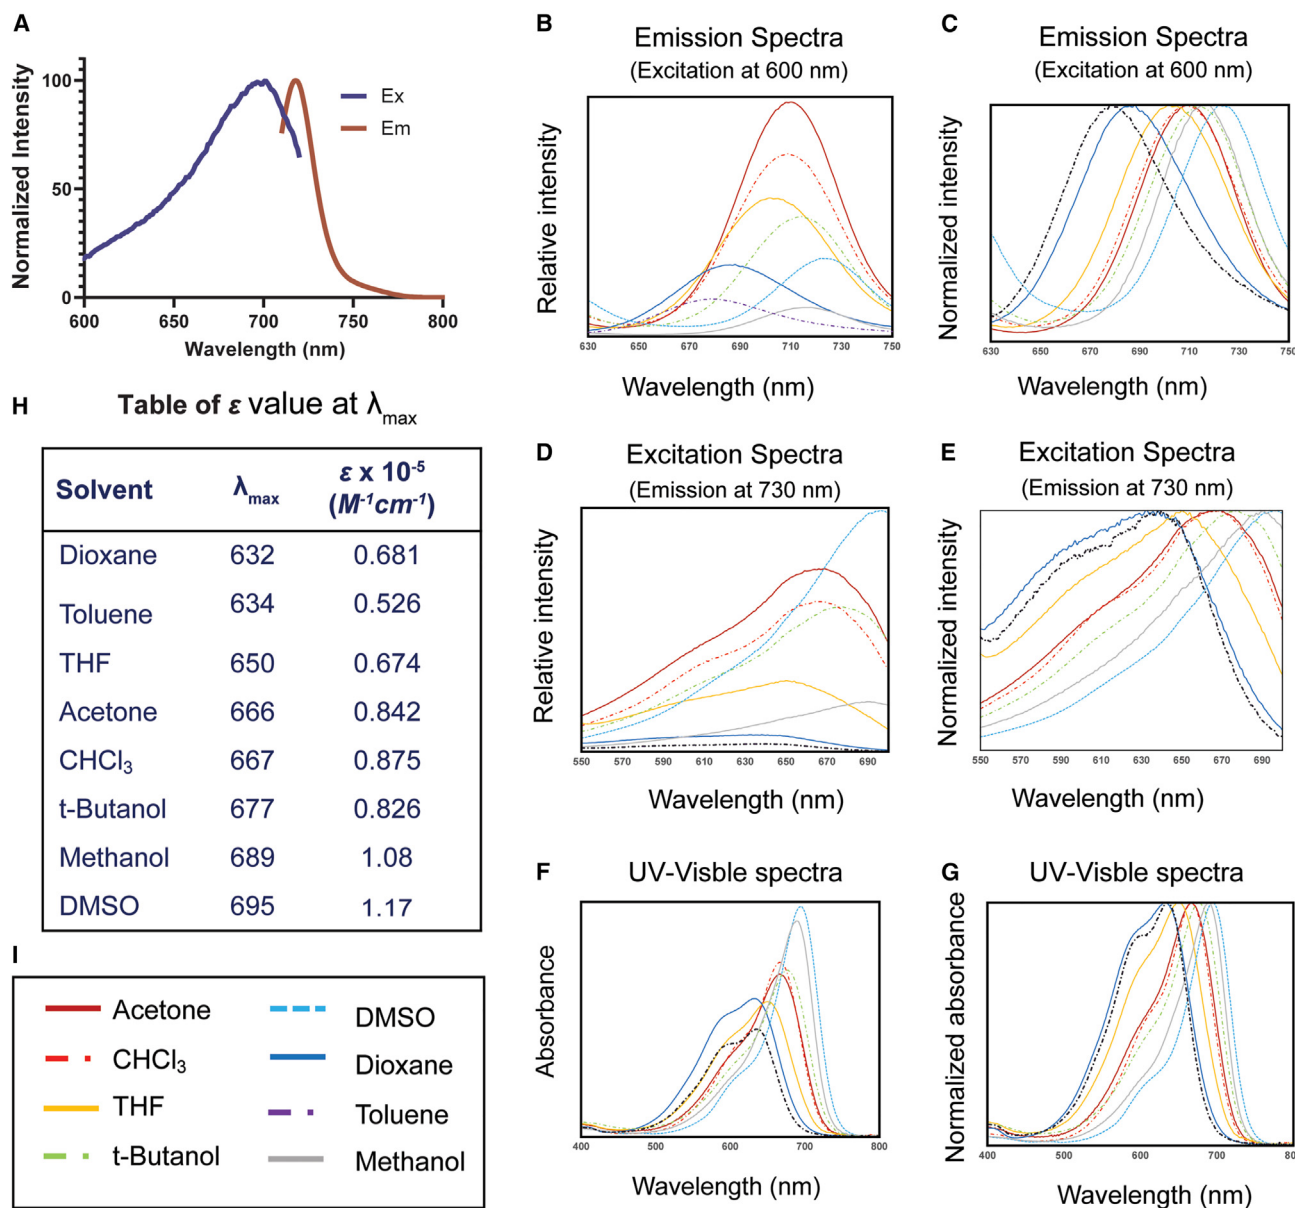 A
Normalized Intensity
100
50
0
600
650
700
750
800
Wavelength (nm)
Ex
Em
B
Emission Spectra
(Excitation at 600 nm)
Relative intensity
630
650
670
690
710
730
750
Wavelength (nm)
C
Emission Spectra
(Excitation at 600 nm)
Normalized intensity
630
650
670
690
710
730
750
Wavelength (nm)
H
Table of ε value at λmax
Solvent λmax ε x 10⁻⁵
(M⁻¹cm⁻¹)
Dioxane 632 0.681
Toluene 634 0.526
THF 650 0.674
Acetone 666 0.842
CHCl₃ 667 0.875
t-Butanol 677 0.826
Methanol 689 1.08
DMSO 695 1.17
D
Excitation Spectra
(Emission at 730 nm)
Relative intensity
550
570
590
610
630
650
670
690
Wavelength (nm)
E
Excitation Spectra
(Emission at 730 nm)
Normalized intensity
550
570
590
610
630
650
670
690
Wavelength (nm)
F
UV-Visble spectra
Absorbance
400
500
600
700
800
Wavelength (nm)
G
UV-Visble spectra
Normalized absorbance
400
500
600
700
800
Wavelength (nm)
I
Acetone
CHCl₃
THF
t-Butanol
DMSO
Dioxane
Toluene
Methanol